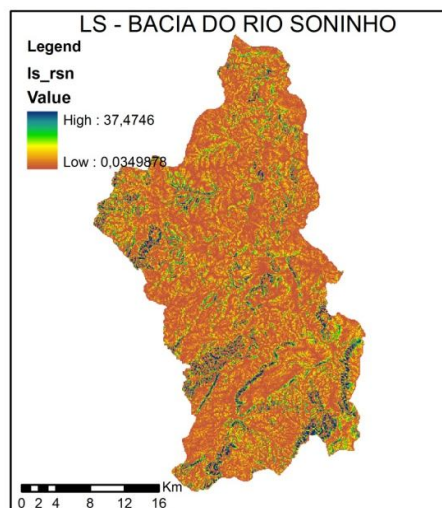 LS - BACIA DO RIO SONINHO
Legend
ls_rsn
Value
High : 37,4746
Low : 0,0349878
Km
0 2 4 8 12 16